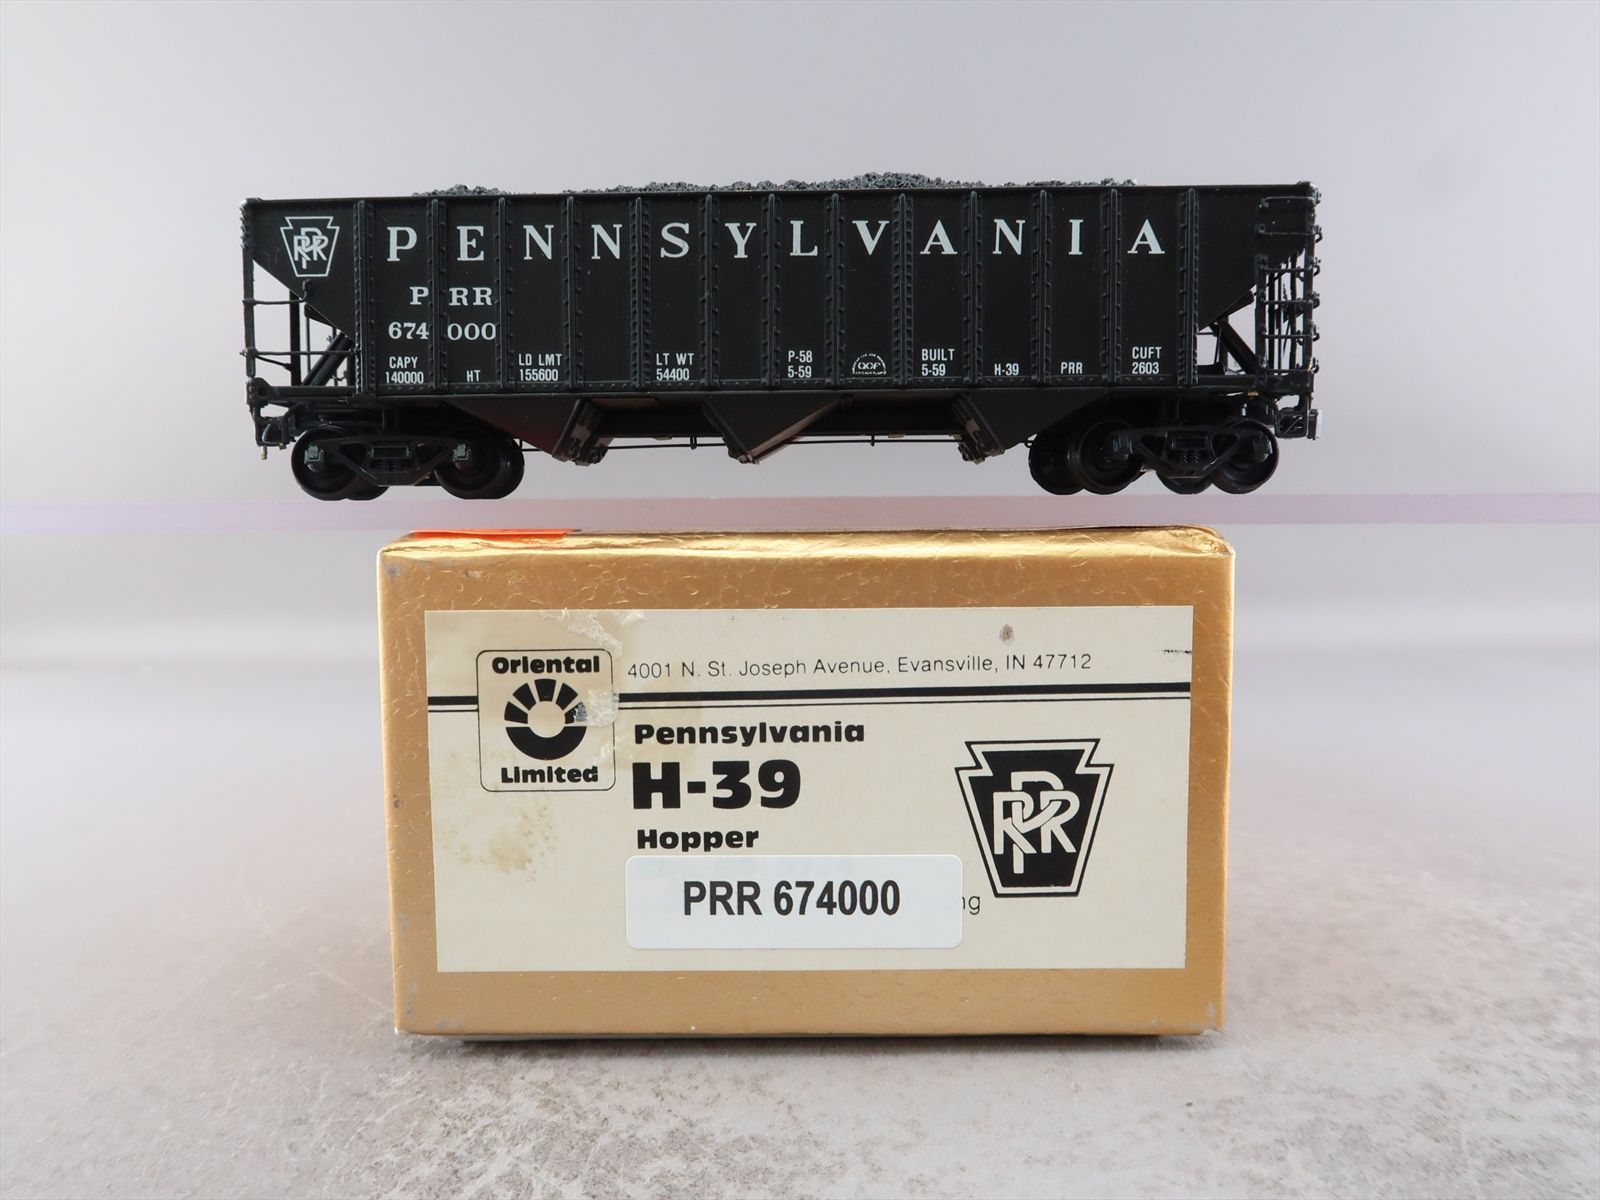 PRR PENNSYLVANIA
PRR
674000
CAPY 140000 HT
LD LMT 155600
LT WT 54400
P-58 5-59
ACF
BUILT 5-59
H-39
PRR
CUFT 2603
Oriental Limited
4001 N. St. Joseph Avenue, Evansville, IN 47712
Pennsylvania
H-39
Hopper
PRR
PRR 674000